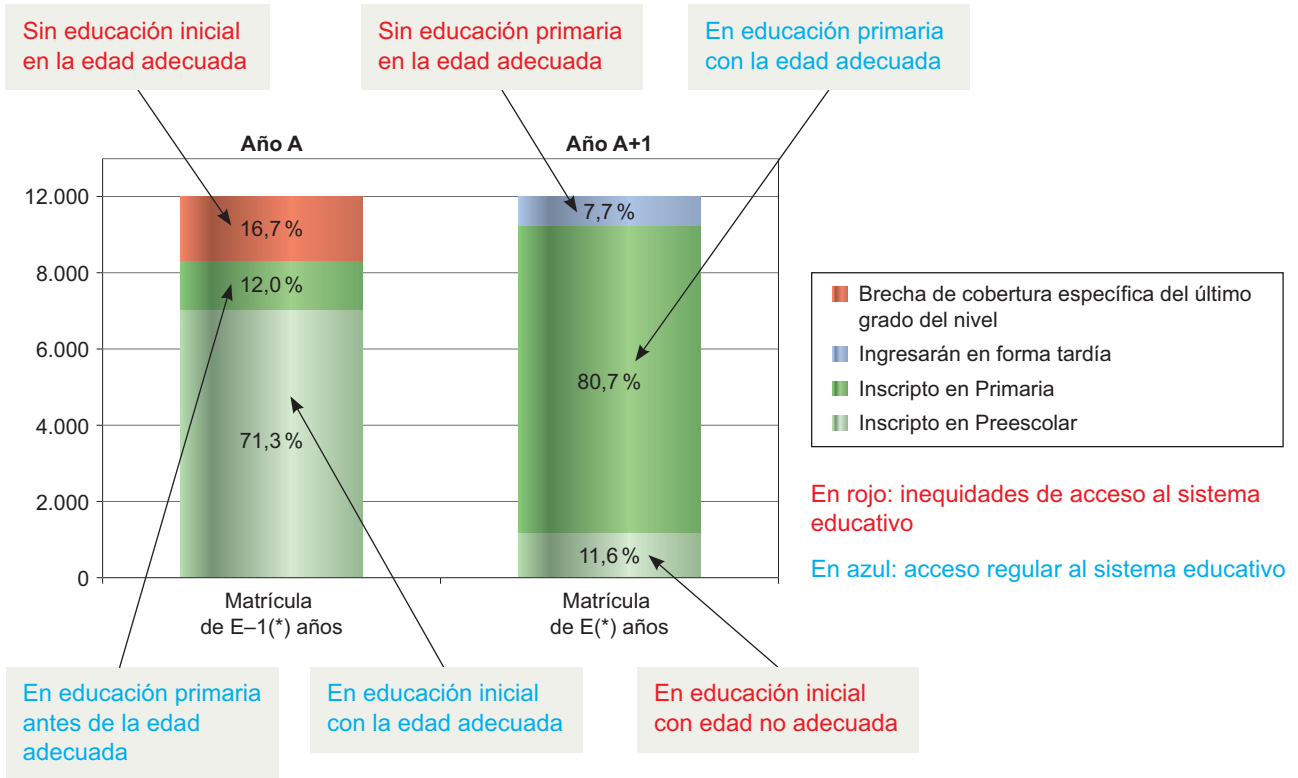 Sin educación inicial
en la edad adecuada
Sin educación primaria
en la edad adecuada
En educación primaria
con la edad adecuada
Año A
Año A+1
12.000
8.000
6.000
4.000
2.000
0
16,7 %
12,0 %
71,3 %
7,7 %
80,7 %
11,6 %
Matrícula
de E–1(*) años
Matrícula
de E(*) años
Brecha de cobertura específica del último
grado del nivel
Ingresarán en forma tardía
Inscripto en Primaria
Inscripto en Preescolar
En rojo: inequidades de acceso al sistema
educativo
En azul: acceso regular al sistema educativo
En educación primaria
antes de la edad
adecuada
En educación inicial
con la edad adecuada
En educación inicial
con edad no adecuada